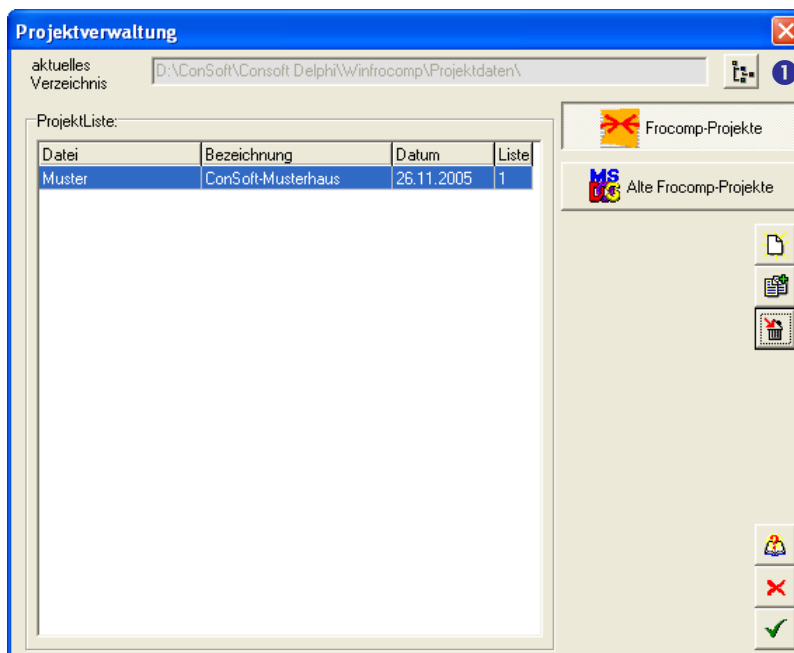 Projektverwaltung
aktuelles
Verzeichnis
D:\ConSoft\Consoft Delphi\Winfrocomp\Projektdaten\
1
ProjektListe:
Frocomp-Projekte
Datei Bezeichnung Datum Liste
Muster ConSoft-Musterhaus 26.11.2005 1
MS
Alte Frocomp-Projekte